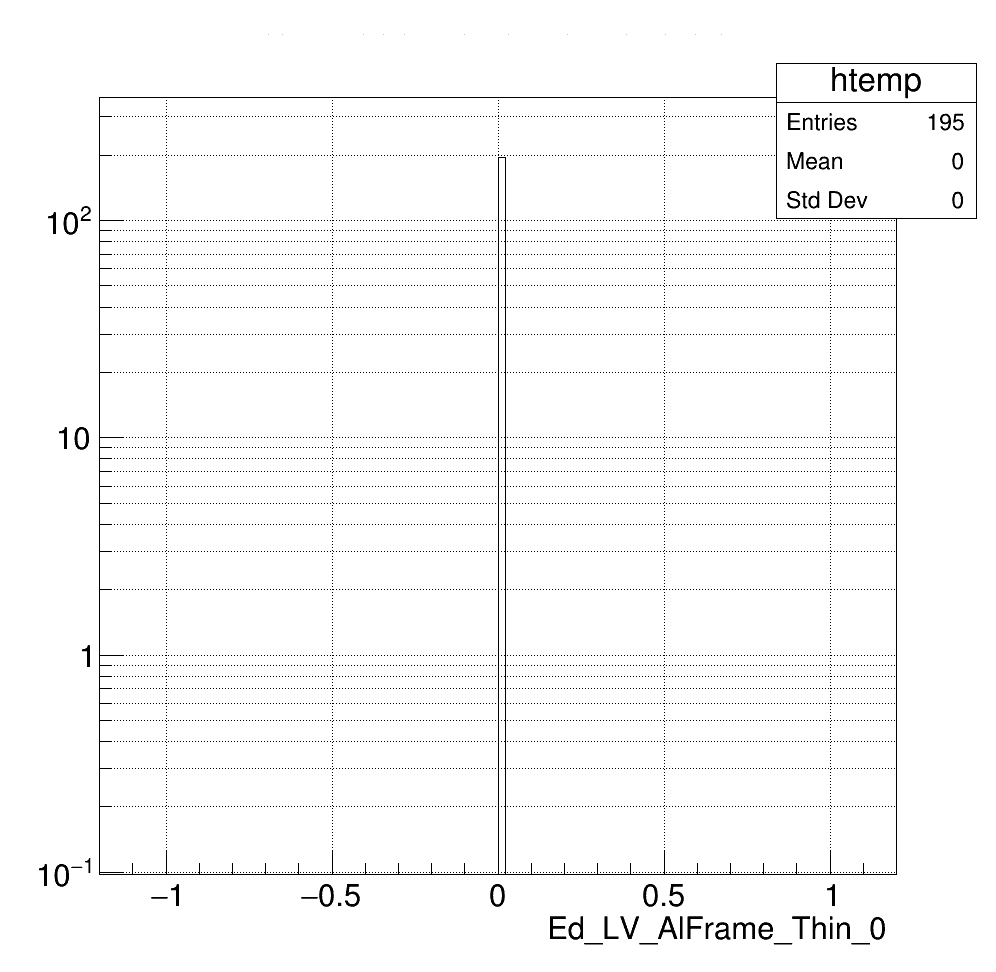 htemp
Entries 195
Mean 0
Std Dev 0
10²
10
1
10⁻¹
−1 −0.5 0 0.5 1
Ed_LV_AlFrame_Thin_0